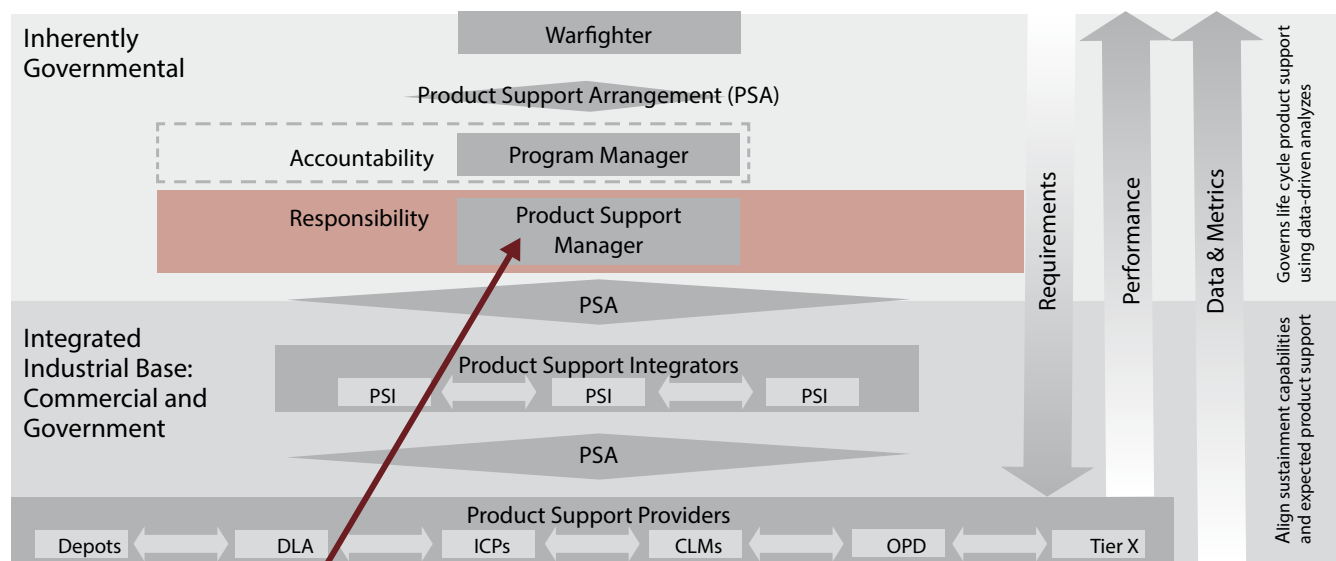 Inherently
Governmental
Warfighter
Product Support Arrangement (PSA)
Accountability
Program Manager
Responsibility
Product Support
Manager
PSA
Integrated
Industrial Base:
Commercial and
Government
Product Support Integrators
PSI
PSI
PSI
PSA
Product Support Providers
Depots
DLA
ICPs
CLMs
OPD
Tier X
Requirements
Performance
Data & Metrics
Governs life cycle product support
using data-driven analyzes
Align sustainment capabilities
and expected product support